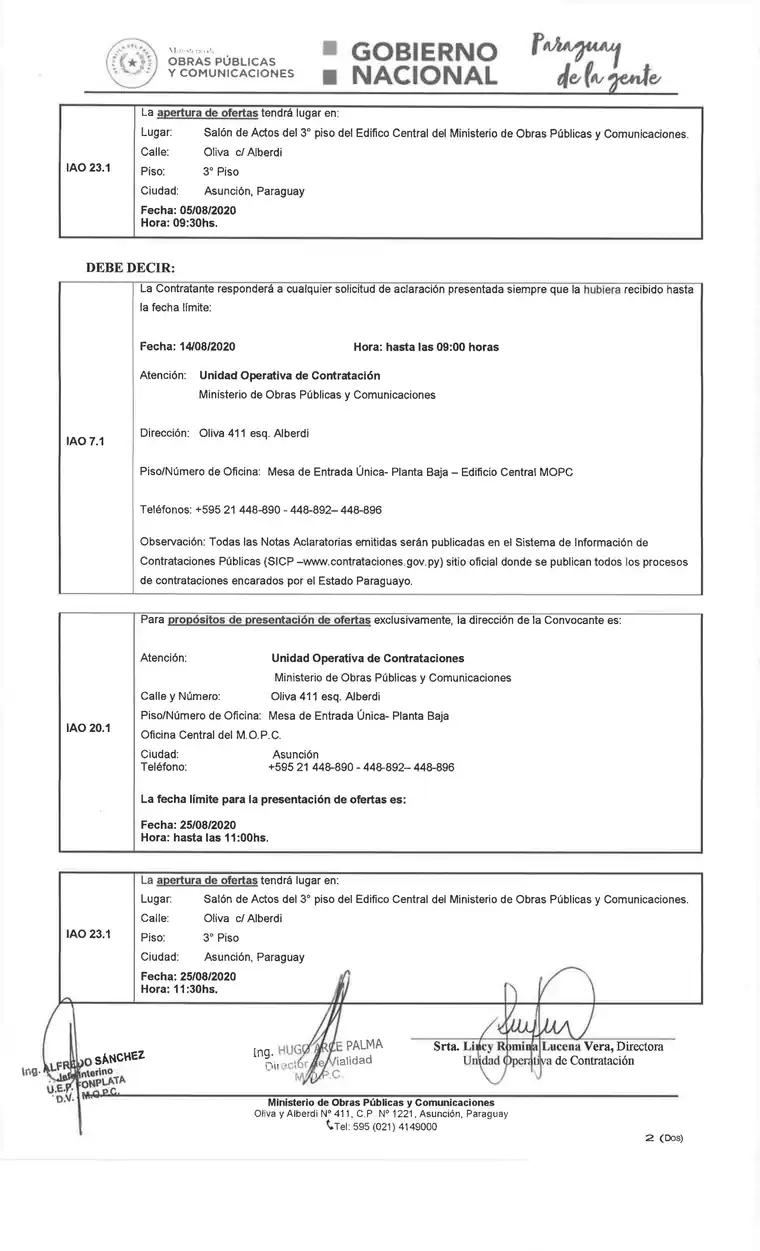 Ministerio de
OBRAS PÚBLICAS
Y COMUNICACIONES
GOBIERNO
NACIONAL
Paraguay
de la gente
La apertura de ofertas tendrá lugar en:
Lugar: Salón de Actos del 3° piso del Edifico Central del Ministerio de Obras Públicas y Comunicaciones.
Calle: Oliva c/ Alberdi
IAO 23.1
Piso: 3° Piso
Ciudad: Asunción, Paraguay
Fecha: 05/08/2020
Hora: 09:30hs.
DEBE DECIR:
La Contratante responderá a cualquier solicitud de aclaración presentada siempre que la hubiera recibido hasta
la fecha límite:
Fecha: 14/08/2020 Hora: hasta las 09:00 horas
Atención: Unidad Operativa de Contratación
Ministerio de Obras Públicas y Comunicaciones
IAO 7.1
Dirección: Oliva 411 esq. Alberdi
Piso/Número de Oficina: Mesa de Entrada Única- Planta Baja – Edificio Central MOPC
Teléfonos: +595 21 448-890 - 448-892– 448-896
Observación: Todas las Notas Aclaratorias emitidas serán publicadas en el Sistema de Información de
Contrataciones Públicas (SICP –www.contrataciones.gov.py) sitio oficial donde se publican todos los procesos
de contrataciones encarados por el Estado Paraguayo.
Para propósitos de presentación de ofertas exclusivamente, la dirección de la Convocante es:
Atención: Unidad Operativa de Contrataciones
Ministerio de Obras Públicas y Comunicaciones
Calle y Número: Oliva 411 esq. Alberdi
Piso/Número de Oficina: Mesa de Entrada Única- Planta Baja
IAO 20.1
Oficina Central del M.O.P.C.
Ciudad: Asunción
Teléfono: +595 21 448-890 - 448-892– 448-896
La fecha límite para la presentación de ofertas es:
Fecha: 25/08/2020
Hora: hasta las 11:00hs.
La apertura de ofertas tendrá lugar en:
Lugar: Salón de Actos del 3° piso del Edifico Central del Ministerio de Obras Públicas y Comunicaciones.
Calle: Oliva c/ Alberdi
IAO 23.1
Piso: 3° Piso
Ciudad: Asunción, Paraguay
Fecha: 25/08/2020
Hora: 11:30hs.
Ing. ALFREDO SÁNCHEZ
Jefe Interino
U.E.P. FONPLATA
D.V. M.O.P.C.
Ing. HUGO ARCE PALMA
Director de Vialidad
M.O.P.C.
Srta. Lincy Romina Lucena Vera, Directora
Unidad Operativa de Contratación
Ministerio de Obras Públicas y Comunicaciones
Oliva y Alberdi N° 411, C.P N° 1221, Asunción, Paraguay
Tel: 595 (021) 4149000
2 (Dos)